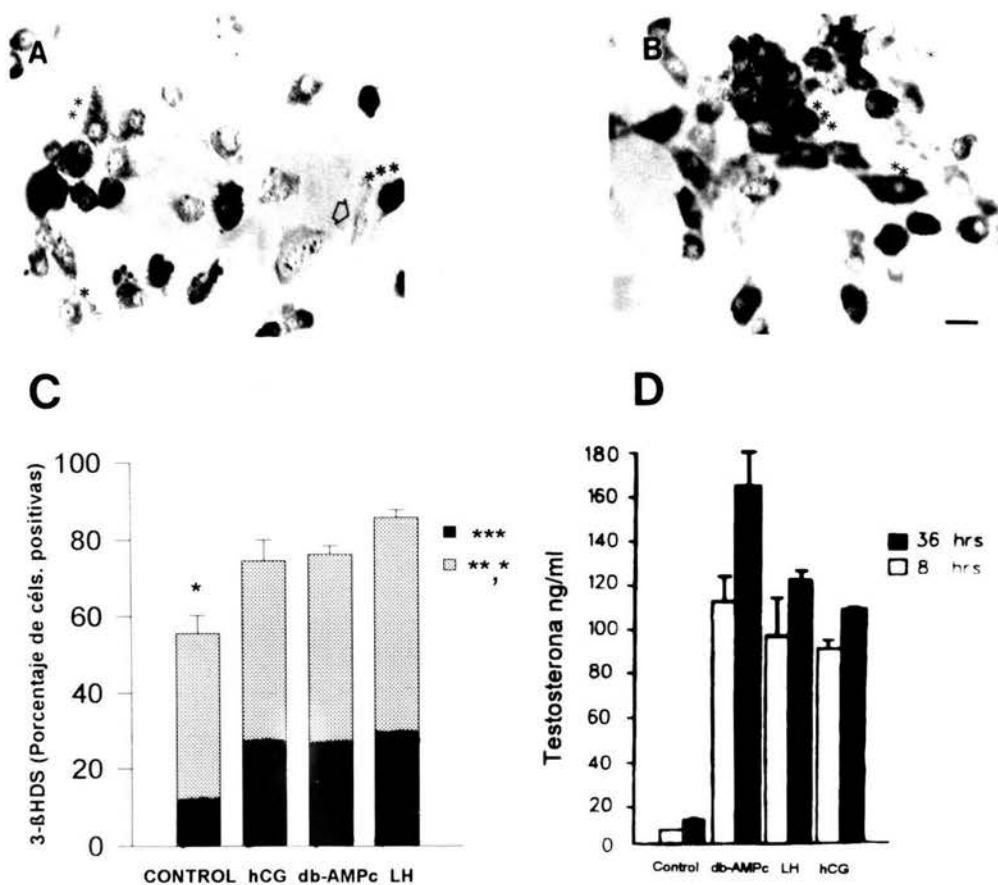 A
B
**
***
*
***
**
C
3-ßHDS (Porcentaje de céls. positivas)
100
80
60
40
20
0
*
***
**,*
CONTROL hCG db-AMPc LH
D
Testosterona ng/ml
180
160
140
120
100
80
60
40
20
0
36 hrs
8 hrs
Control db-AMPc LH hCG